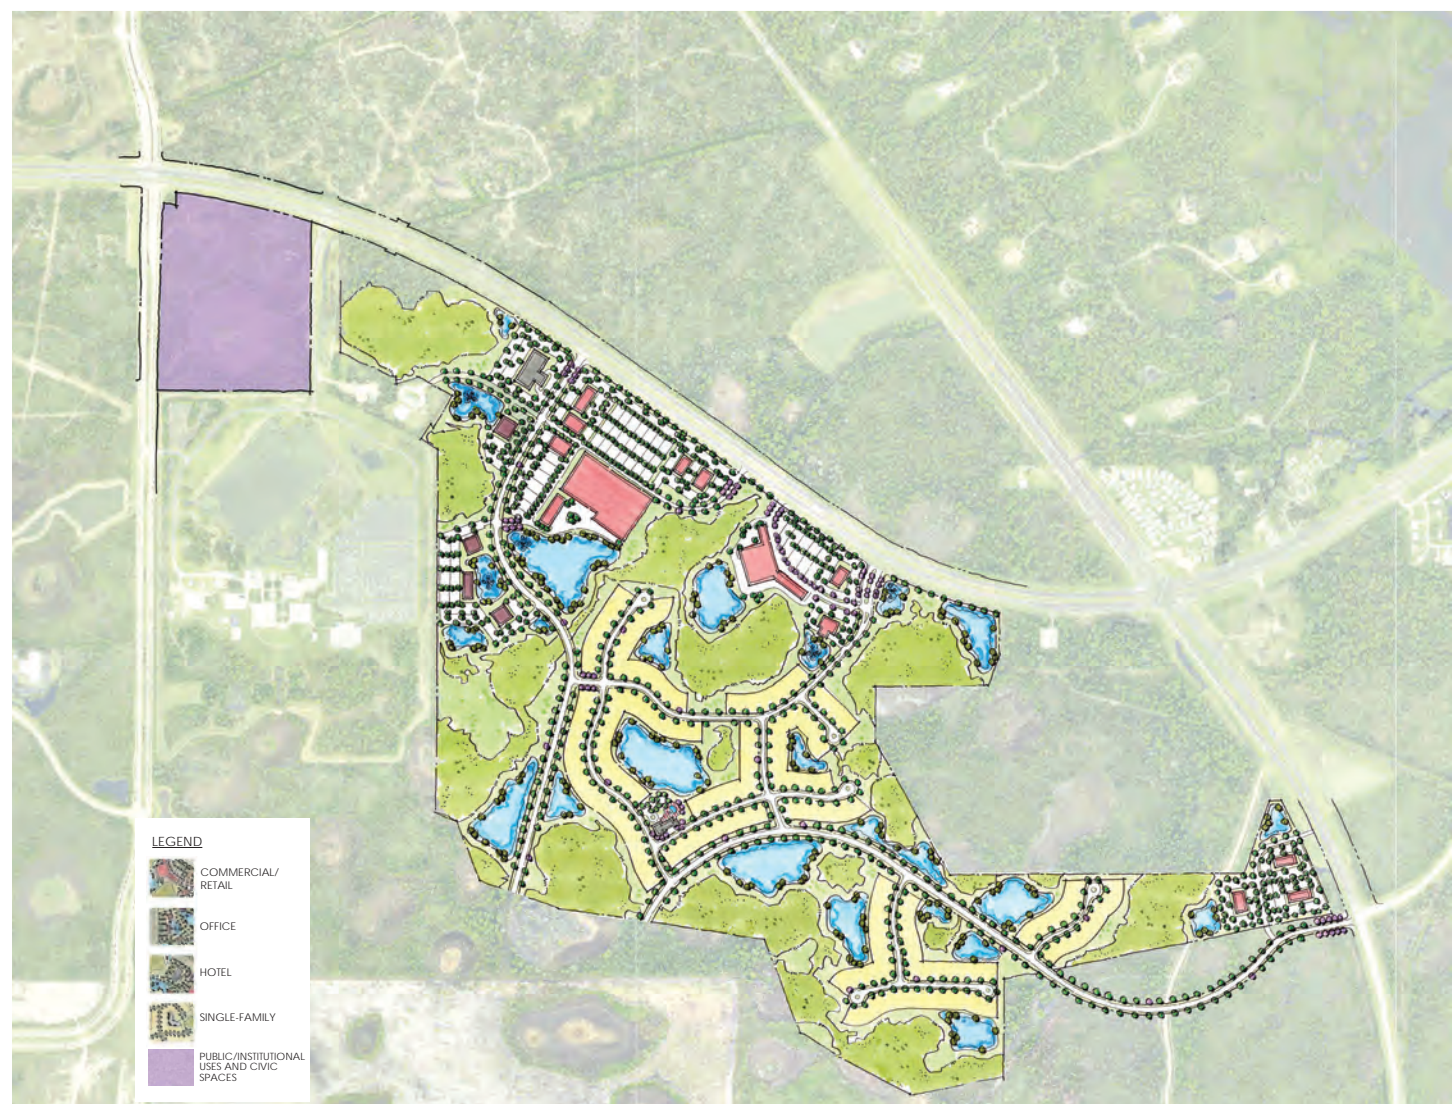 LEGEND
COMMERCIAL/
RETAIL
OFFICE
HOTEL
SINGLE-FAMILY
PUBLIC/INSTITUTIONAL
USES AND CIVIC
SPACES